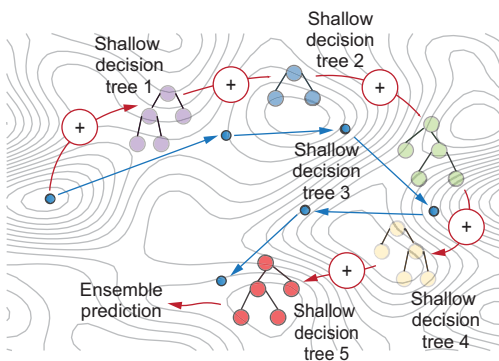 Shallow
decision
tree 1
+
+
Shallow
decision
tree 2
+
Shallow
decision
tree 3
+
Shallow
decision
tree 4
+
Shallow
decision
tree 5
Ensemble
prediction